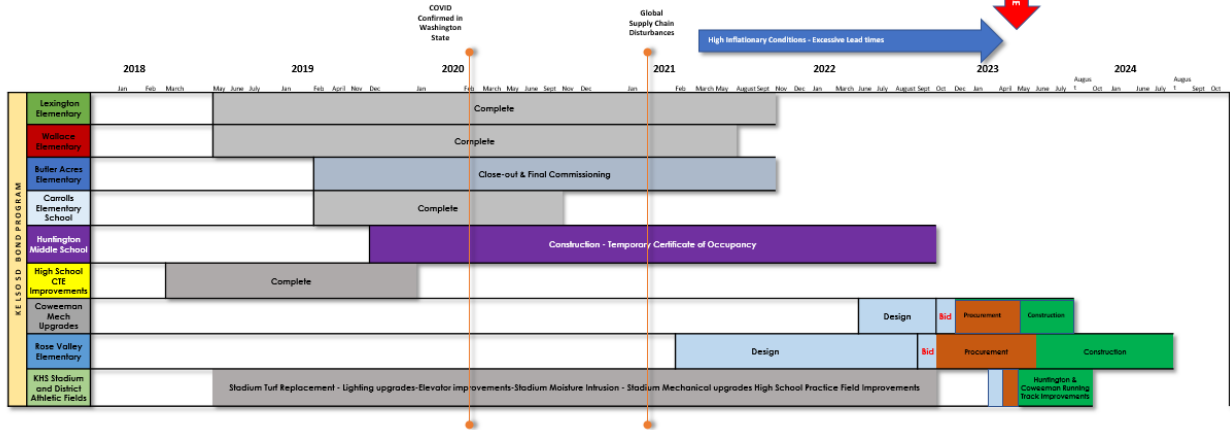 COVID
Confirmed in
Washington
State
Global
Supply Chain
Disturbances
E
High Inflationary Conditions - Excessive Lead times
2018 2019 2020 2021 2022 2023 2024
Jan Feb March May June July Jan Feb April Nov Dec Jan Feb March May June Sept Nov Dec Jan Feb March May June July Nov Dec Jan March June July August Sept Oct Dec Jan April May June July Augus
t Oct Jan April May June July Augus
t Sept Oct
KELSO SD BOND PROGRAM
Lexington
Elementary
Complete
Wallace
Elementary
Complete
Butler Acres
Elementary
Close-out & Final Commissioning
Carrolls
Elementary
School
Complete
Huntington
Middle School
Construction - Temporary Certificate of Occupancy
High School
CTE
Improvements
Complete
Coweeman
Mech
Upgrades
Design Bid Procurement Construction
Rose Valley
Elementary
Design Bid Procurement Construction
KHS Stadium
and District
Athletic Fields
Stadium Turf Replacement - Lighting upgrades-Elevator improvements-Stadium Moisture Intrusion - Stadium Mechanical upgrades High School Practice Field Improvements
Huntington &
Coweeman Running
Track Improvements